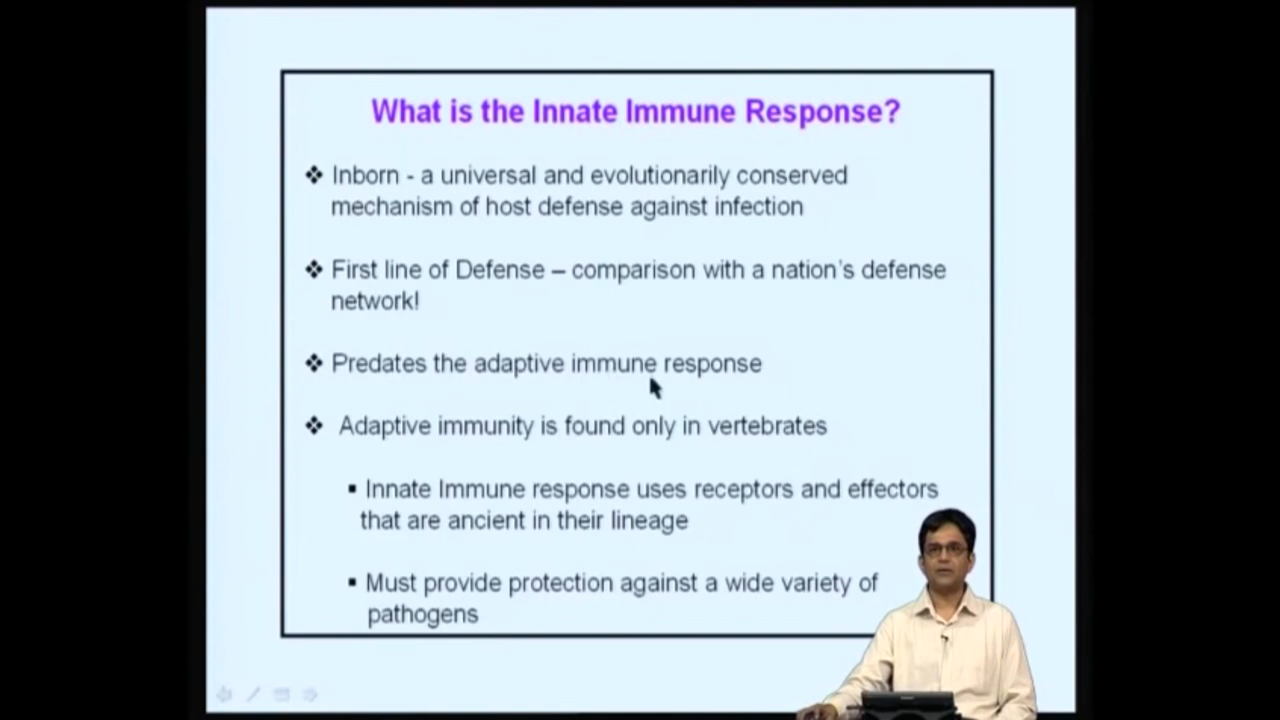 What is the Innate Immune Response?
❖ Inborn - a universal and evolutionarily conserved
mechanism of host defense against infection
❖ First line of Defense – comparison with a nation's defense
network!
❖ Predates the adaptive immune response
❖ Adaptive immunity is found only in vertebrates
▪ Innate Immune response uses receptors and effectors
that are ancient in their lineage
▪ Must provide protection against a wide variety of
pathogens